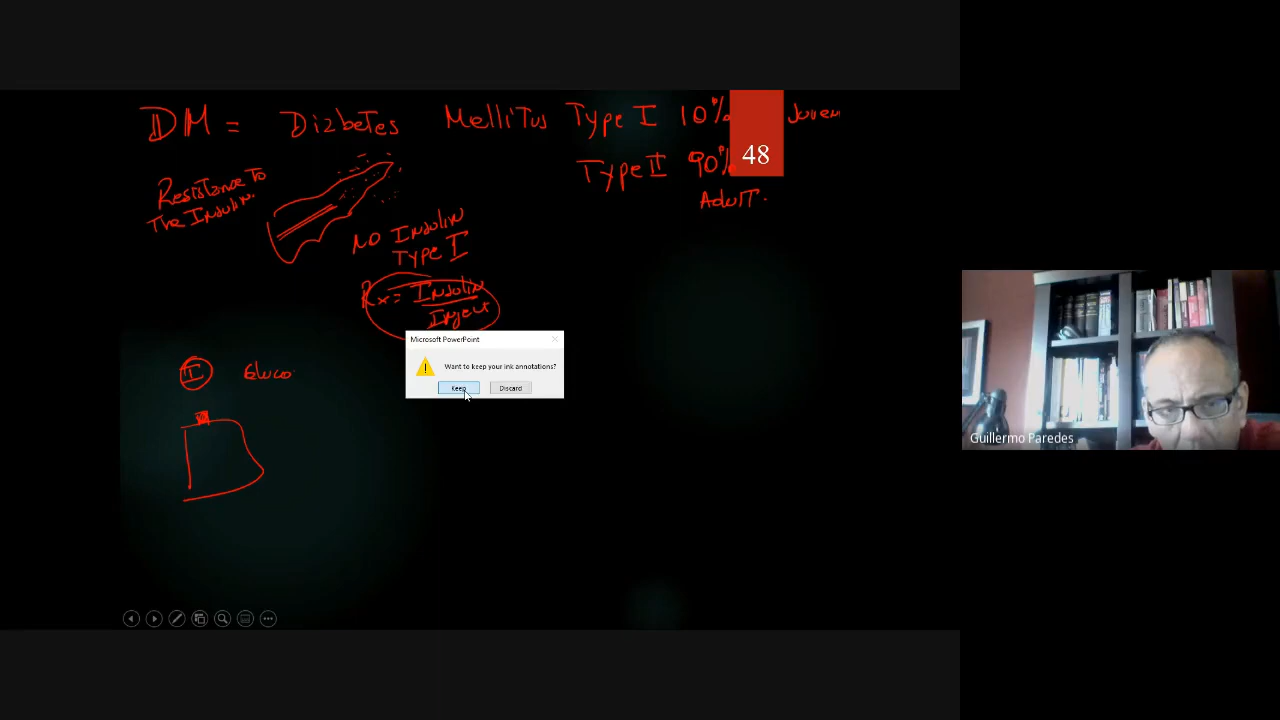 DM = Diabetes Mellitus Type I 10% Joven
48
Type II 90%
Adult.
Resistance To
The Insulin.
NO Insulin
Type I
Rx = Insulin
Inject
Microsoft PowerPoint
Want to keep your ink annotations?
Keep Discard
I Gluco
Guillermo Paredes